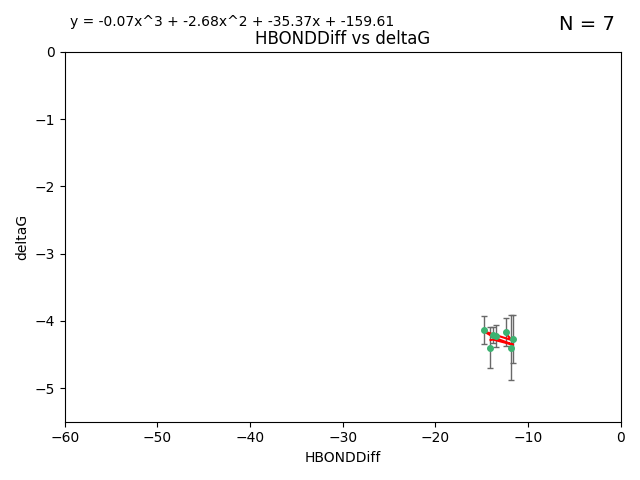 y = -0.07x^3 + -2.68x^2 + -35.37x + -159.61
N = 7
HBONDDiff vs deltaG
0
−1
−2
−3
−4
−5
deltaG
−60 −50 −40 −30 −20 −10 0
HBONDDiff